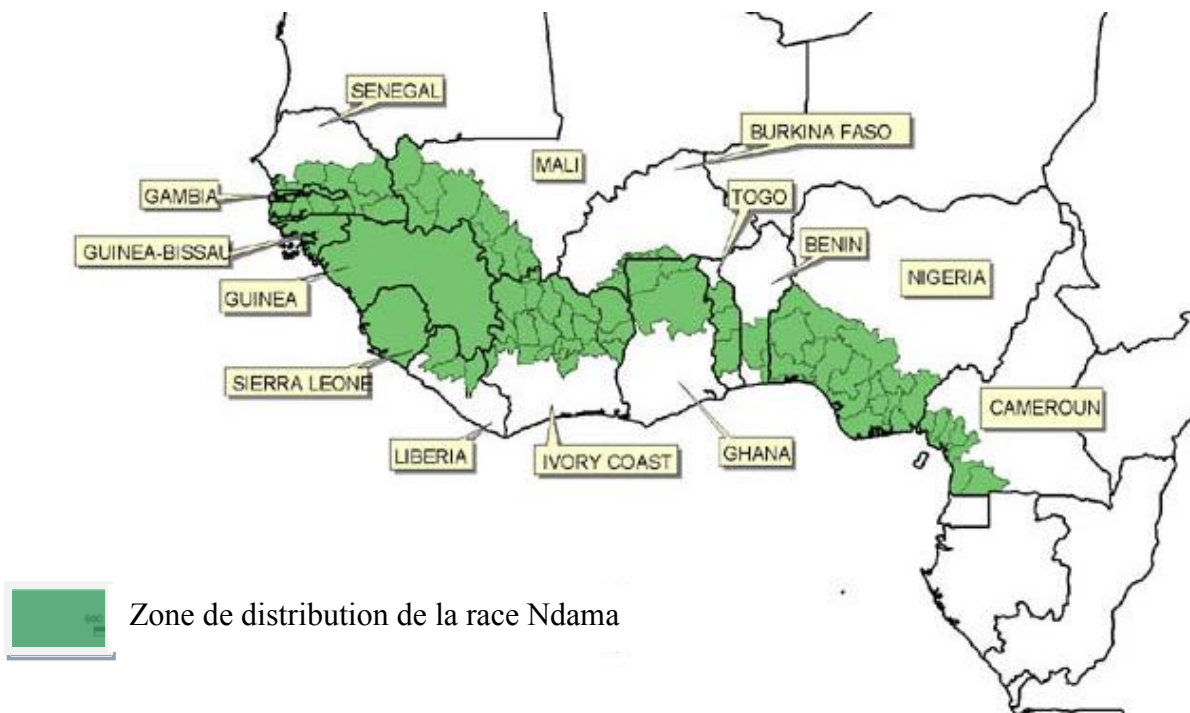 SENEGAL
BURKINA FASO
MALI
GAMBIA
TOGO
GUINEA-BISSAU
BENIN
NIGERIA
GUINEA
SIERRA LEONE
CAMEROUN
LIBERIA
IVORY COAST
GHANA
Zone de distribution de la race Ndama